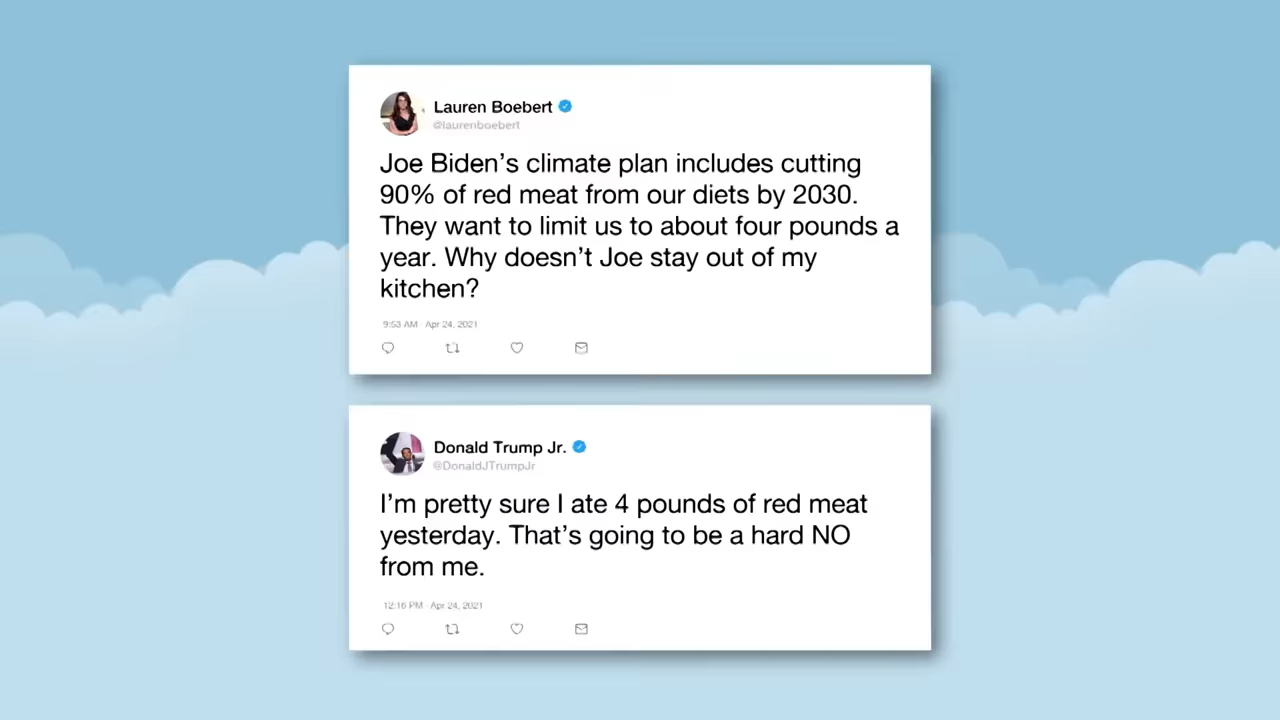 Lauren Boebert
@laurenboebert
Joe Biden’s climate plan includes cutting
90% of red meat from our diets by 2030.
They want to limit us to about four pounds a
year. Why doesn’t Joe stay out of my
kitchen?
9:53 AM · Apr 24, 2021
Donald Trump Jr.
@DonaldJTrumpJr
I’m pretty sure I ate 4 pounds of red meat
yesterday. That’s going to be a hard NO
from me.
12:16 PM · Apr 24, 2021